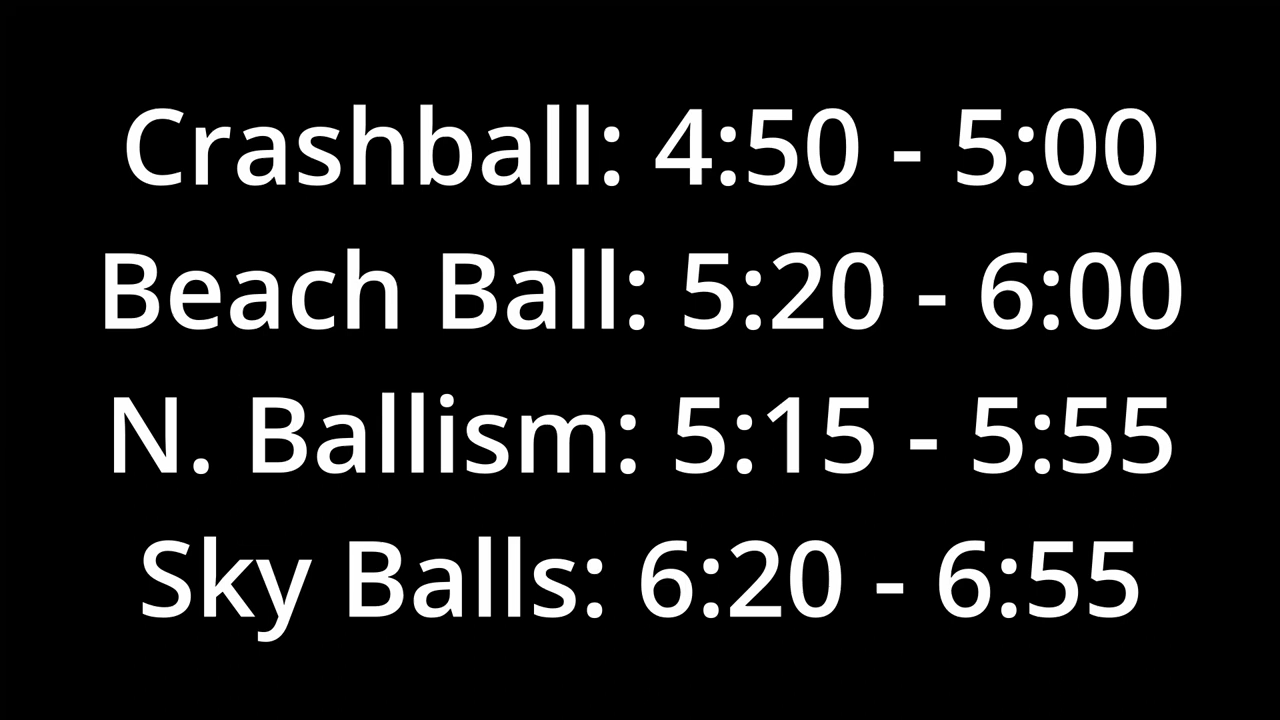 Crashball: 4:50 - 5:00
Beach Ball: 5:20 - 6:00
N. Ballism: 5:15 - 5:55
Sky Balls: 6:20 - 6:55